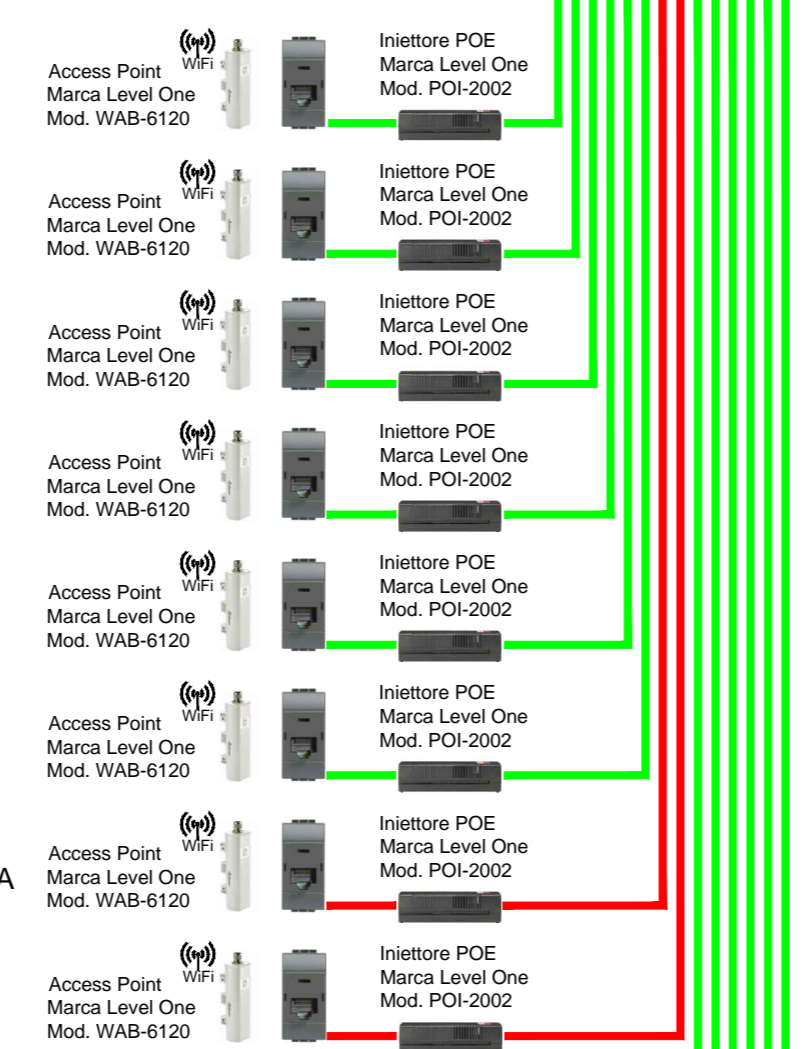 Iniettore POE
Marca Level One
Mod. POI-2002
WiFi
Access Point
Marca Level One
Mod. WAB-6120
Iniettore POE
Marca Level One
Mod. POI-2002
WiFi
Access Point
Marca Level One
Mod. WAB-6120
Iniettore POE
Marca Level One
Mod. POI-2002
WiFi
Access Point
Marca Level One
Mod. WAB-6120
Iniettore POE
Marca Level One
Mod. POI-2002
WiFi
Access Point
Marca Level One
Mod. WAB-6120
Iniettore POE
Marca Level One
Mod. POI-2002
WiFi
Access Point
Marca Level One
Mod. WAB-6120
Iniettore POE
Marca Level One
Mod. POI-2002
WiFi
Access Point
Marca Level One
Mod. WAB-6120
Iniettore POE
Marca Level One
Mod. POI-2002
WiFi
Access Point
A
Marca Level One
Mod. WAB-6120
Iniettore POE
Marca Level One
Mod. POI-2002
WiFi
Access Point
Marca Level One
Mod. WAB-6120